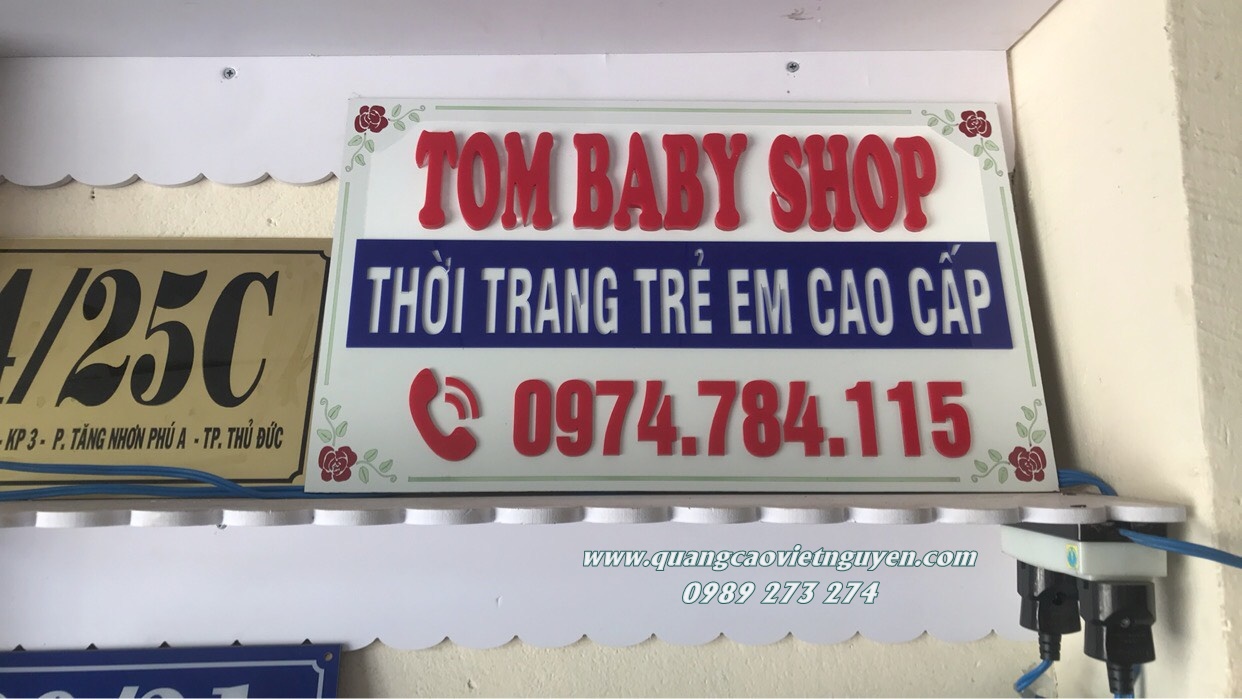 TOM BABY SHOP
THỜI TRANG TRẺ EM CAO CẤP
0974.784.115
/25C
KP 3 - P. TĂNG NHƠN PHÚ A - TP. THỦ ĐỨC
www.quangcaovietnguyen.com
0989 273 274